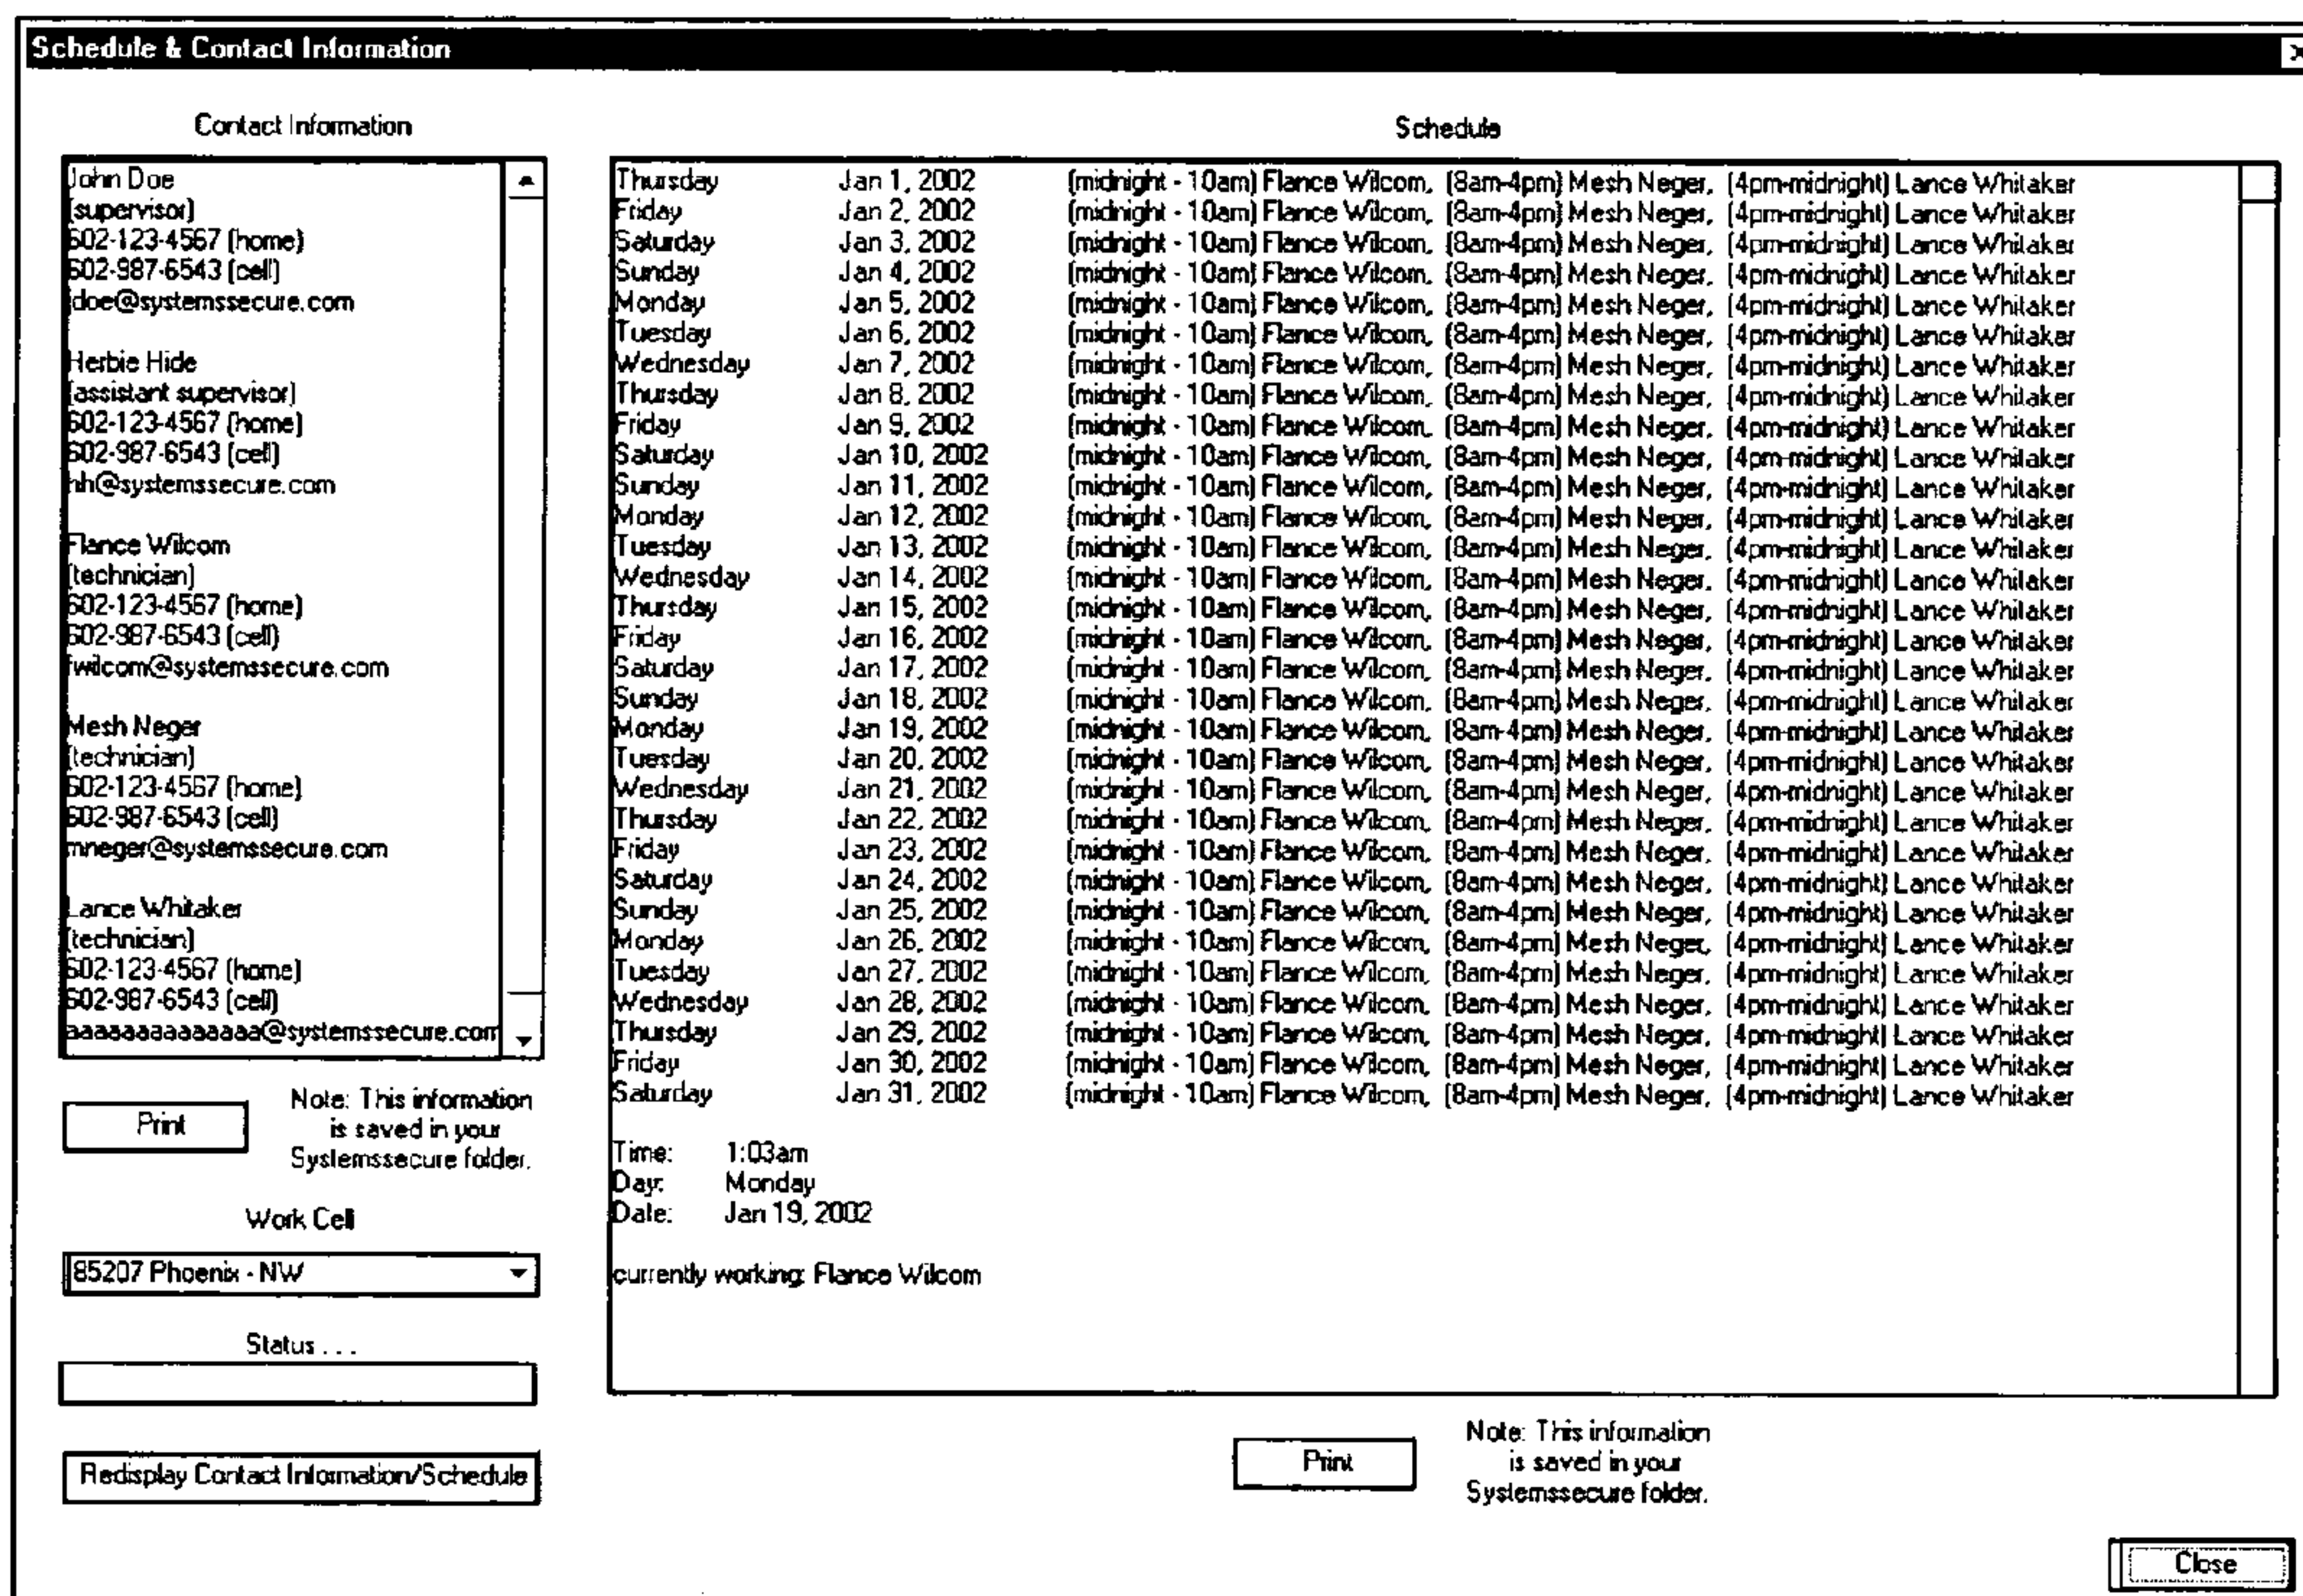 Schedule & Contact Information
Contact Information
John Doe
(supervisor)
602-123-4567 (home)
602-987-6543 (cell)
jdoe@systemssecure.com
Herbie Hide
(assistant supervisor)
602-123-4567 (home)
602-987-6543 (cell)
hh@systemssecure.com
Flance Wilcom
(technician)
602-123-4567 (home)
602-987-6543 (cell)
fwilcom@systemssecure.com
Mesh Neger
(technician)
602-123-4567 (home)
602-987-6543 (cell)
mneger@systemssecure.com
Lance Whitaker
(technician)
602-123-4567 (home)
602-987-6543 (cell)
aaaaaaaaaaaaaa@systemssecure.com
Print
Note: This information
is saved in your
Systemssecure folder.
Work Cell
85207 Phoenix - NW
Status . . .
Redisplay Contact Information/Schedule
Schedule
Thursday Jan 1, 2002 (midnight - 10am) Flance Wilcom, (8am-4pm) Mesh Neger, (4pm-midnight) Lance Whitaker
Friday Jan 2, 2002 (midnight - 10am) Flance Wilcom, (8am-4pm) Mesh Neger, (4pm-midnight) Lance Whitaker
Saturday Jan 3, 2002 (midnight - 10am) Flance Wilcom, (8am-4pm) Mesh Neger, (4pm-midnight) Lance Whitaker
Sunday Jan 4, 2002 (midnight - 10am) Flance Wilcom, (8am-4pm) Mesh Neger, (4pm-midnight) Lance Whitaker
Monday Jan 5, 2002 (midnight - 10am) Flance Wilcom, (8am-4pm) Mesh Neger, (4pm-midnight) Lance Whitaker
Tuesday Jan 6, 2002 (midnight - 10am) Flance Wilcom, (8am-4pm) Mesh Neger, (4pm-midnight) Lance Whitaker
Wednesday Jan 7, 2002 (midnight - 10am) Flance Wilcom, (8am-4pm) Mesh Neger, (4pm-midnight) Lance Whitaker
Thursday Jan 8, 2002 (midnight - 10am) Flance Wilcom, (8am-4pm) Mesh Neger, (4pm-midnight) Lance Whitaker
Friday Jan 9, 2002 (midnight - 10am) Flance Wilcom, (8am-4pm) Mesh Neger, (4pm-midnight) Lance Whitaker
Saturday Jan 10, 2002 (midnight - 10am) Flance Wilcom, (8am-4pm) Mesh Neger, (4pm-midnight) Lance Whitaker
Sunday Jan 11, 2002 (midnight - 10am) Flance Wilcom, (8am-4pm) Mesh Neger, (4pm-midnight) Lance Whitaker
Monday Jan 12, 2002 (midnight - 10am) Flance Wilcom, (8am-4pm) Mesh Neger, (4pm-midnight) Lance Whitaker
Tuesday Jan 13, 2002 (midnight - 10am) Flance Wilcom, (8am-4pm) Mesh Neger, (4pm-midnight) Lance Whitaker
Wednesday Jan 14, 2002 (midnight - 10am) Flance Wilcom, (8am-4pm) Mesh Neger, (4pm-midnight) Lance Whitaker
Thursday Jan 15, 2002 (midnight - 10am) Flance Wilcom, (8am-4pm) Mesh Neger, (4pm-midnight) Lance Whitaker
Friday Jan 16, 2002 (midnight - 10am) Flance Wilcom, (8am-4pm) Mesh Neger, (4pm-midnight) Lance Whitaker
Saturday Jan 17, 2002 (midnight - 10am) Flance Wilcom, (8am-4pm) Mesh Neger, (4pm-midnight) Lance Whitaker
Sunday Jan 18, 2002 (midnight - 10am) Flance Wilcom, (8am-4pm) Mesh Neger, (4pm-midnight) Lance Whitaker
Monday Jan 19, 2002 (midnight - 10am) Flance Wilcom, (8am-4pm) Mesh Neger, (4pm-midnight) Lance Whitaker
Tuesday Jan 20, 2002 (midnight - 10am) Flance Wilcom, (8am-4pm) Mesh Neger, (4pm-midnight) Lance Whitaker
Wednesday Jan 21, 2002 (midnight - 10am) Flance Wilcom, (8am-4pm) Mesh Neger, (4pm-midnight) Lance Whitaker
Thursday Jan 22, 2002 (midnight - 10am) Flance Wilcom, (8am-4pm) Mesh Neger, (4pm-midnight) Lance Whitaker
Friday Jan 23, 2002 (midnight - 10am) Flance Wilcom, (8am-4pm) Mesh Neger, (4pm-midnight) Lance Whitaker
Saturday Jan 24, 2002 (midnight - 10am) Flance Wilcom, (8am-4pm) Mesh Neger, (4pm-midnight) Lance Whitaker
Sunday Jan 25, 2002 (midnight - 10am) Flance Wilcom, (8am-4pm) Mesh Neger, (4pm-midnight) Lance Whitaker
Monday Jan 26, 2002 (midnight - 10am) Flance Wilcom, (8am-4pm) Mesh Neger, (4pm-midnight) Lance Whitaker
Tuesday Jan 27, 2002 (midnight - 10am) Flance Wilcom, (8am-4pm) Mesh Neger, (4pm-midnight) Lance Whitaker
Wednesday Jan 28, 2002 (midnight - 10am) Flance Wilcom, (8am-4pm) Mesh Neger, (4pm-midnight) Lance Whitaker
Thursday Jan 29, 2002 (midnight - 10am) Flance Wilcom, (8am-4pm) Mesh Neger, (4pm-midnight) Lance Whitaker
Friday Jan 30, 2002 (midnight - 10am) Flance Wilcom, (8am-4pm) Mesh Neger, (4pm-midnight) Lance Whitaker
Saturday Jan 31, 2002 (midnight - 10am) Flance Wilcom, (8am-4pm) Mesh Neger, (4pm-midnight) Lance Whitaker
Time: 1:03am
Day: Monday
Date: Jan 19, 2002
currently working: Flance Wilcom
Print
Note: This information
is saved in your
Systemssecure folder.
Close